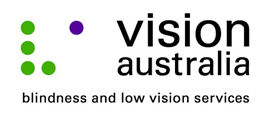 vision
australia
blindness and low vision services